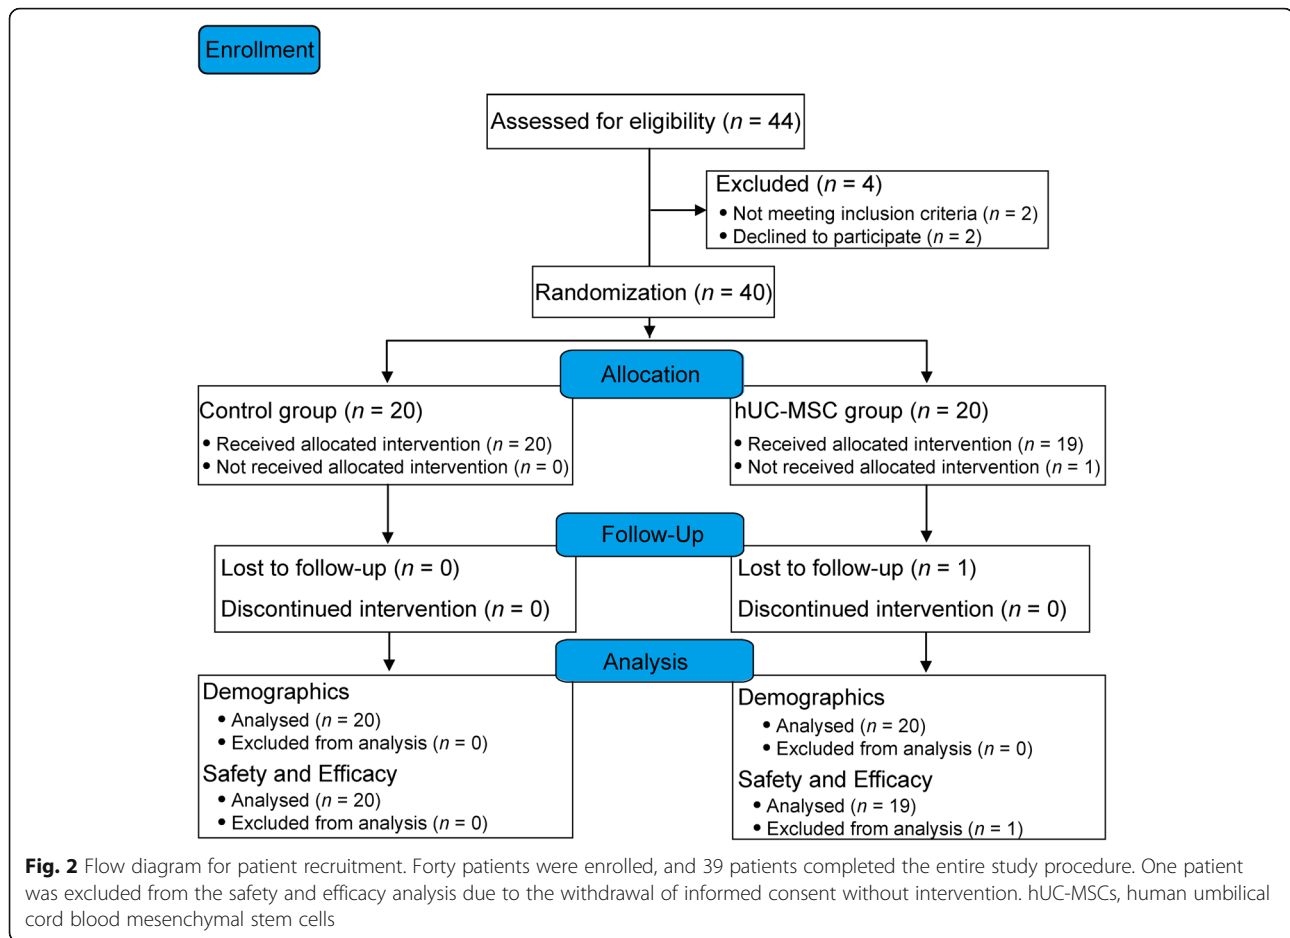 Enrollment
Assessed for eligibility (n = 44)
Excluded (n = 4)
• Not meeting inclusion criteria (n = 2)
• Declined to participate (n = 2)
Randomization (n = 40)
Allocation
Control group (n = 20)
• Received allocated intervention (n = 20)
• Not received allocated intervention (n = 0)
hUC-MSC group (n = 20)
• Received allocated intervention (n = 19)
• Not received allocated intervention (n = 1)
Follow-Up
Lost to follow-up (n = 0)
Discontinued intervention (n = 0)
Lost to follow-up (n = 1)
Discontinued intervention (n = 0)
Analysis
Demographics
• Analysed (n = 20)
• Excluded from analysis (n = 0)
Safety and Efficacy
• Analysed (n = 20)
• Excluded from analysis (n = 0)
Demographics
• Analysed (n = 20)
• Excluded from analysis (n = 0)
Safety and Efficacy
• Analysed (n = 19)
• Excluded from analysis (n = 1)
Fig. 2 Flow diagram for patient recruitment. Forty patients were enrolled, and 39 patients completed the entire study procedure. One patient
was excluded from the safety and efficacy analysis due to the withdrawal of informed consent without intervention. hUC-MSCs, human umbilical
cord blood mesenchymal stem cells